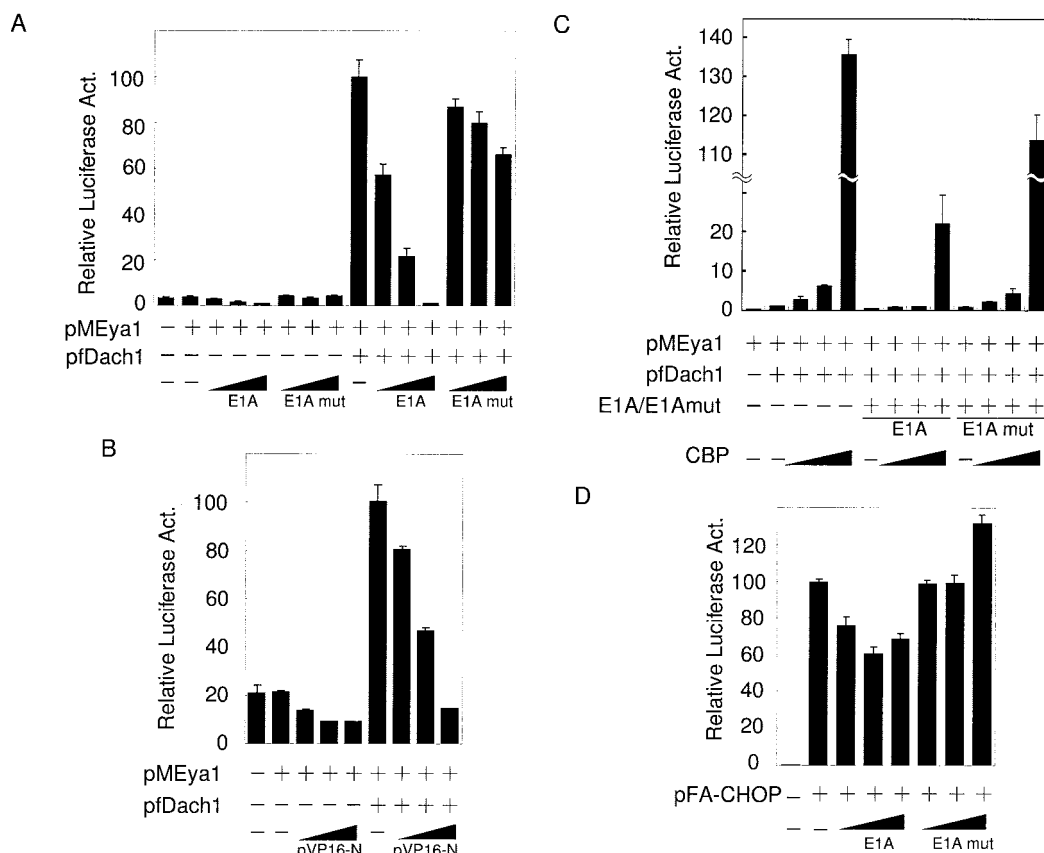 A
Relative Luciferase Act.
100
80
60
40
20
0
pMEya1 − + + + + + + + + + + + + + + +
pfDach1 − − − − − − − − + + + + + + +
− − E1A E1A mut − E1A E1A mut
B
Relative Luciferase Act.
100
80
60
40
20
0
pMEya1 − + + + + + + + +
pfDach1 − − − − − + + + +
− − pVP16-N − pVP16-N
C
Relative Luciferase Act.
140
130
120
110
20
10
0
pMEya1 + + + + + + + + + + + + +
pfDach1 − + + + + + + + + + + + +
E1A/E1Amut − − − − − + + + + + + + +
E1A E1A mut
CBP − − − −
D
Relative Luciferase Act.
120
100
80
60
40
20
0
pFA-CHOP − + + + + + + +
− − E1A E1A mut